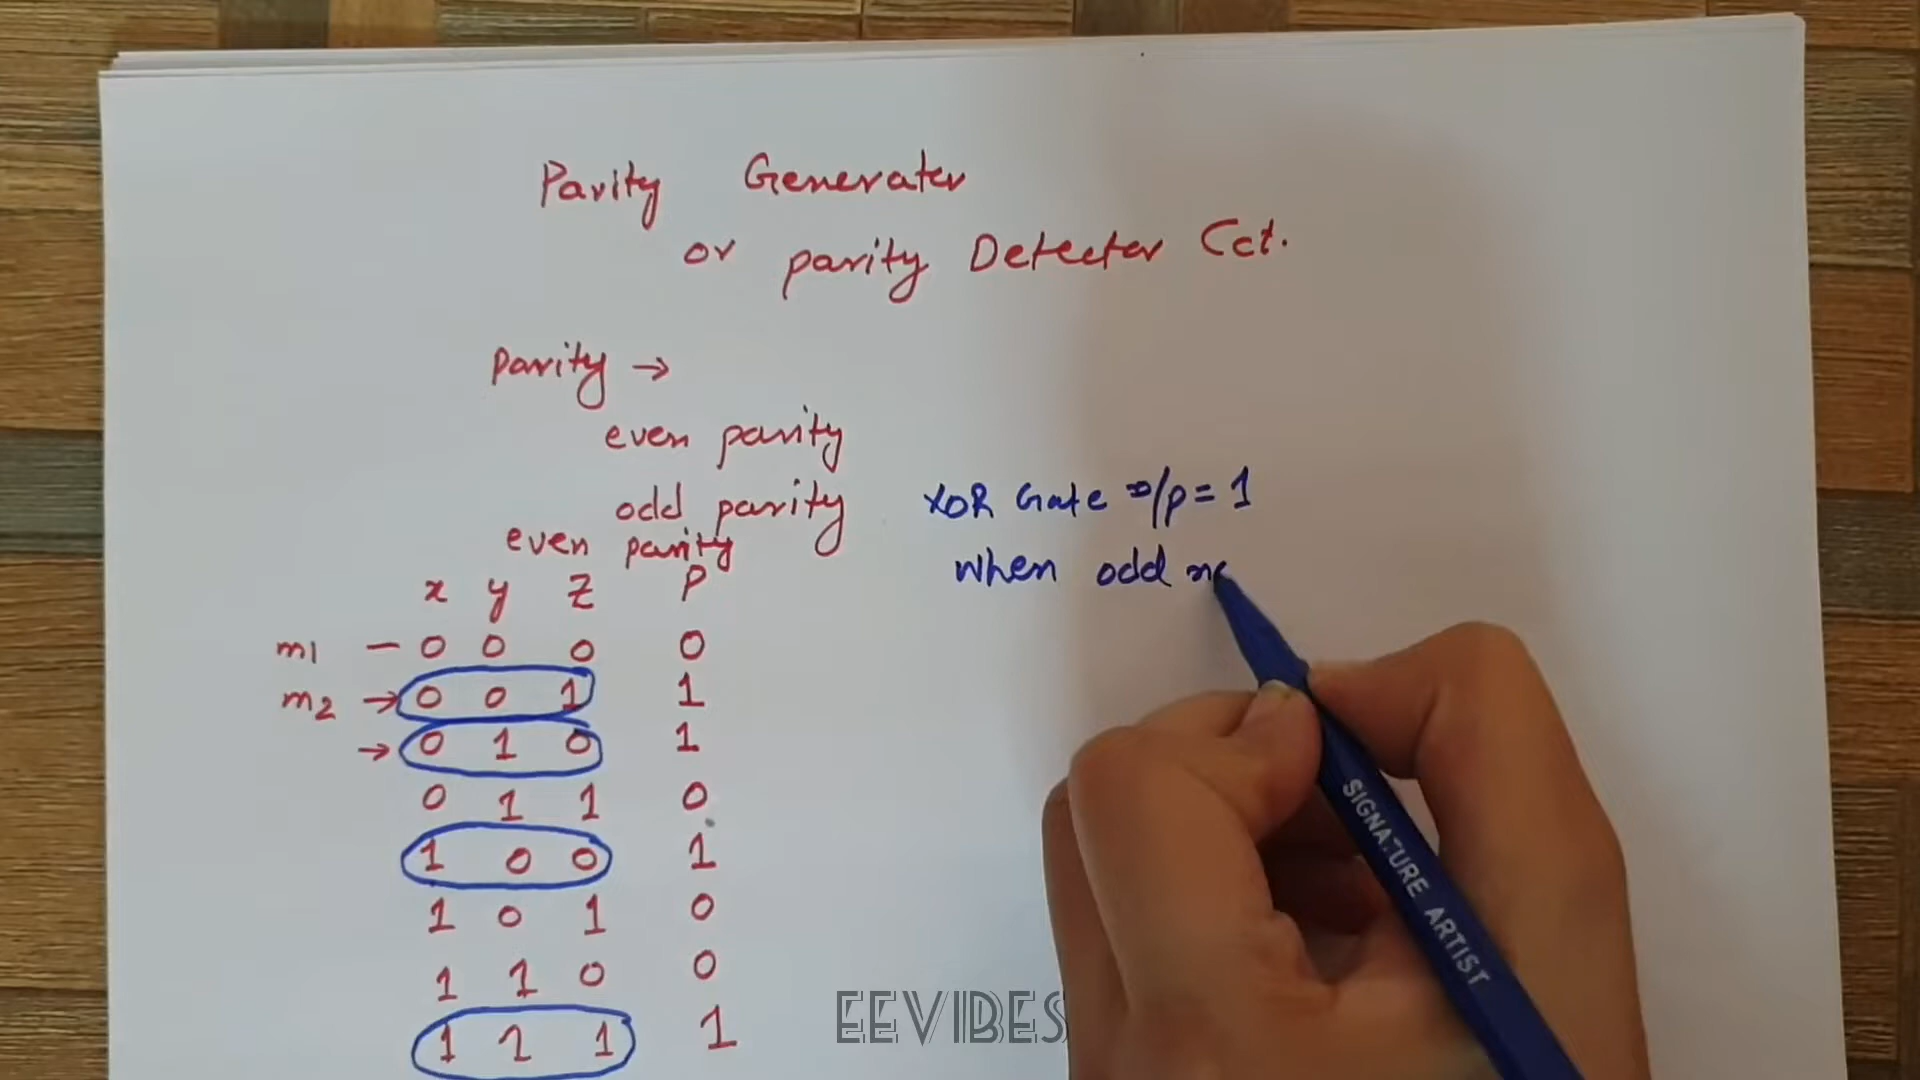 Parity Generater
or parity Detecter Cct.
Parity →
even parity
odd parity
even parity
x y z P
m1 — 0 0 0 0
m2 → 0 0 1 1
→ 0 1 0 1
0 1 1 0
1 0 0 1
1 0 1 0
1 1 0 0
1 1 1 1
XOR Gate o/p = 1
when odd no
SIGNATURE ARTIST
EEVIBES